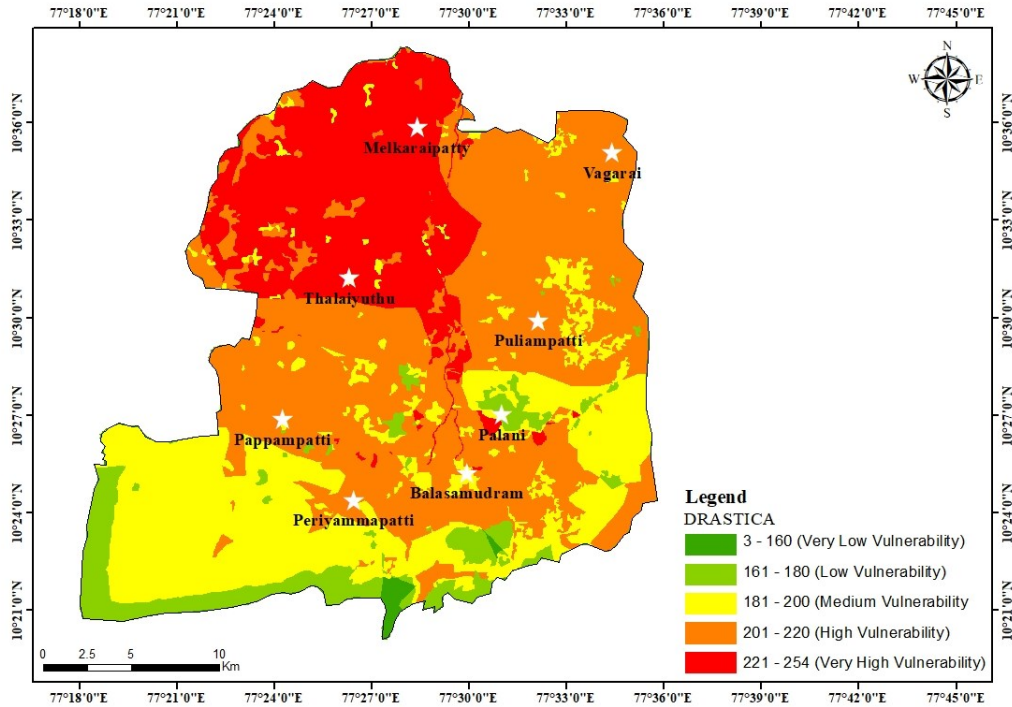 77°18'0"E 77°21'0"E 77°24'0"E 77°27'0"E 77°30'0"E 77°33'0"E 77°36'0"E 77°39'0"E 77°42'0"E 77°45'0"E
N
W E
S
10°36'0"N 10°36'0"N
Melkaraipatty
Vagarai
10°33'0"N 10°33'0"N
Thalaiyuthu
10°30'0"N 10°30'0"N
Puliampatti
10°27'0"N 10°27'0"N
Pappampatti
Palani
Balasamudram
Periyammapatti
10°24'0"N 10°24'0"N
10°21'0"N 10°21'0"N
Legend
DRASTICA
3 - 160 (Very Low Vulnerability)
161 - 180 (Low Vulnerability)
181 - 200 (Medium Vulnerability
201 - 220 (High Vulnerability)
221 - 254 (Very High Vulnerability)
0 2.5 5 10
Km
77°18'0"E 77°21'0"E 77°24'0"E 77°27'0"E 77°30'0"E 77°33'0"E 77°36'0"E 77°39'0"E 77°42'0"E 77°45'0"E